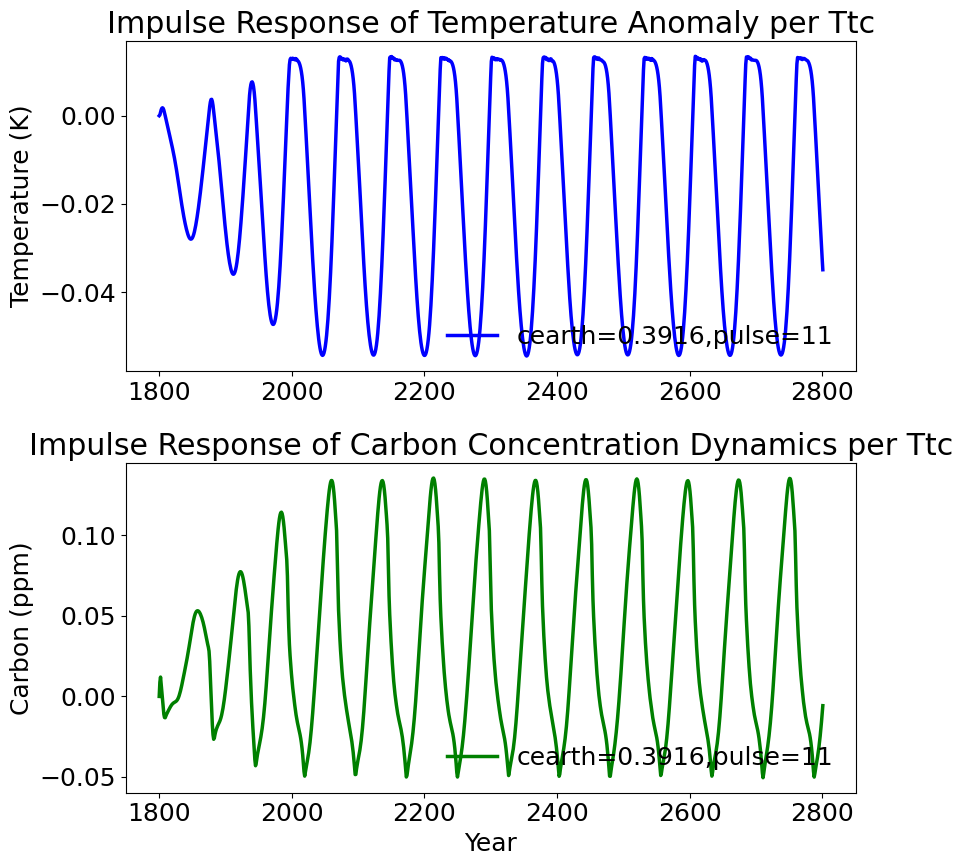 Impulse Response of Temperature Anomaly per Ttc
Temperature (K)
0.00
−0.02
−0.04
cearth=0.3916,pulse=11
1800 2000 2200 2400 2600 2800
Impulse Response of Carbon Concentration Dynamics per Ttc
Carbon (ppm)
0.10
0.05
0.00
−0.05
cearth=0.3916,pulse=11
1800 2000 2200 2400 2600 2800
Year